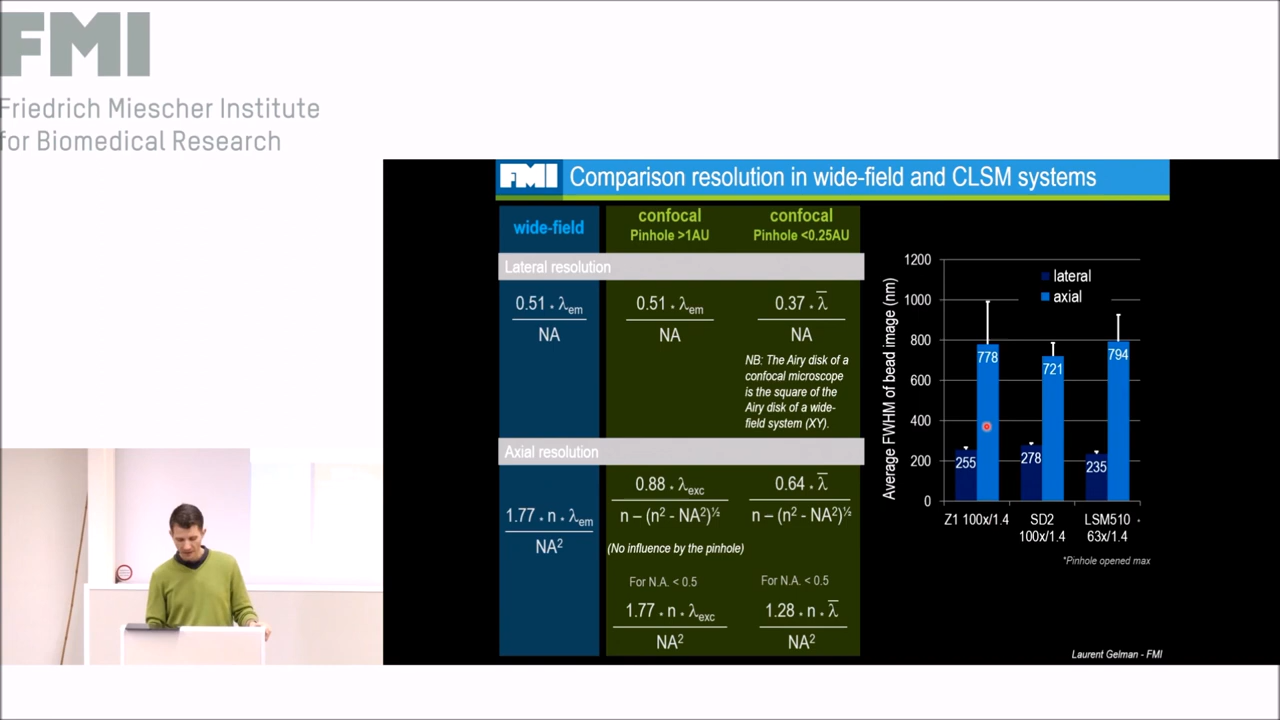 FMI
Friedrich Miescher Institute
for Biomedical Research
FMI Comparison resolution in wide-field and CLSM systems
wide-field
confocal
Pinhole >1AU
confocal
Pinhole <0.25AU
Lateral resolution
0.51 . λem
NA
0.51 . λem
NA
0.37 . λ̅
NA
NB: The Airy disk of a
confocal microscope
is the square of the
Airy disk of a wide-
field system (XY).
Axial resolution
1.77 . n . λem
NA²
0.88 . λexc
n – (n² - NA²)½
(No influence by the pinhole)
For N.A. < 0.5
1.77 . n . λexc
NA²
0.64 . λ̅
n – (n² - NA²)½
For N.A. < 0.5
1.28 . n . λ̅
NA²
Average FWHM of bead image (nm)
1200
1000
800
600
400
200
0
lateral
axial
255
778
278
721
235
794
Z1 100x/1.4
SD2
100x/1.4
LSM510 *
63x/1.4
*Pinhole opened max
Laurent Gelman - FMI